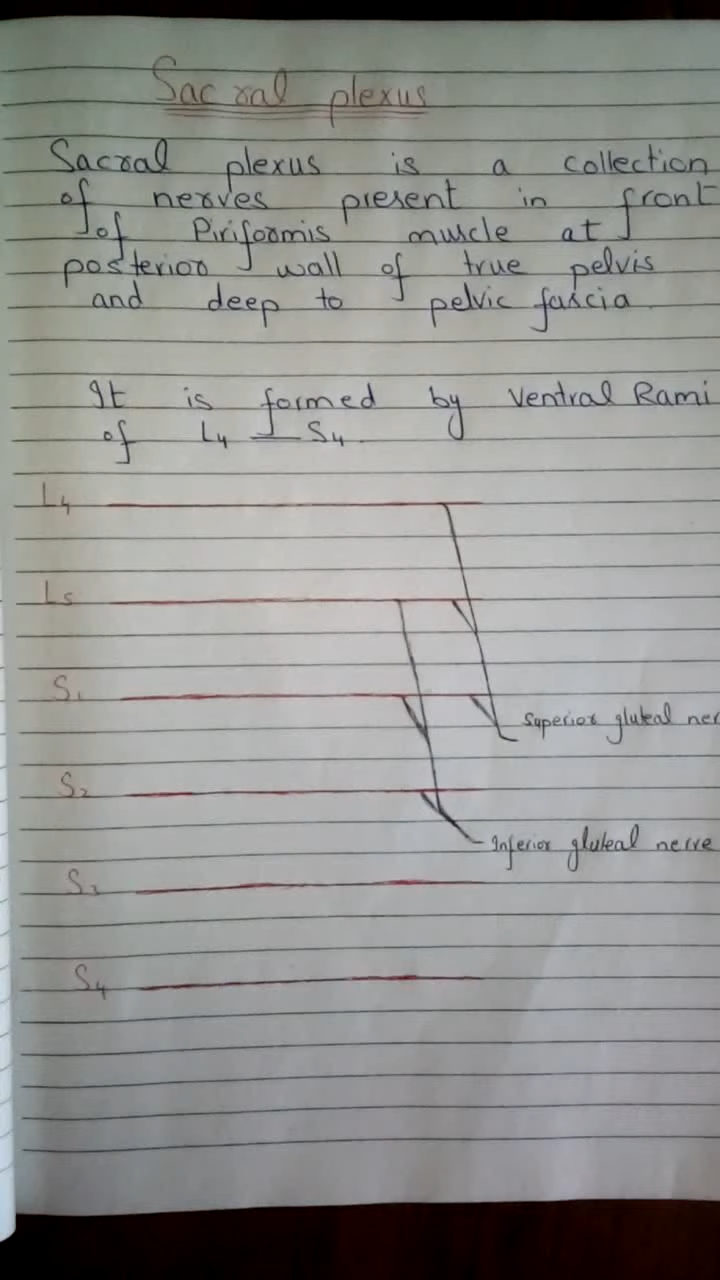 Sacral plexus
Sacral plexus is a collection
of nerves present in front
of Piriformis muscle at
posterior wall of true pelvis
and deep to pelvic fascia
It is formed by Ventral Rami
of L4 — S4.
L4
L5
S1
Superior gluteal ner
S2
Inferior gluteal nerve
S3
S4